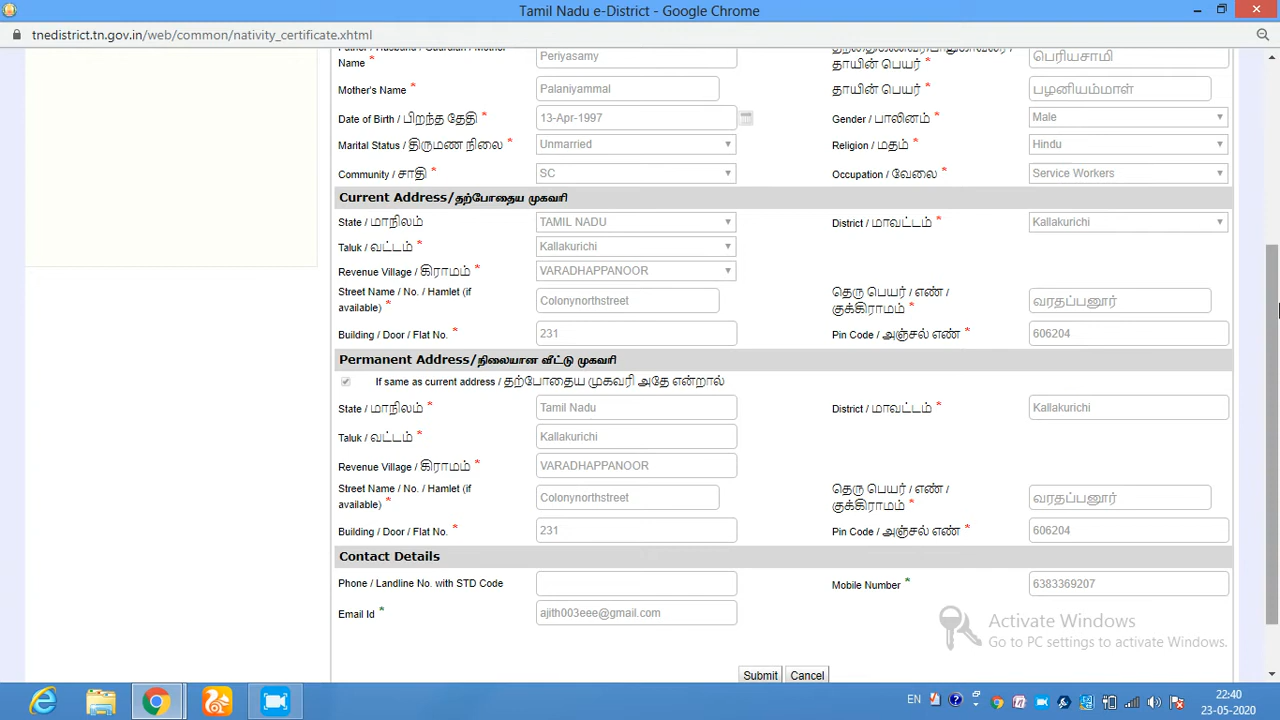 Tamil Nadu e-District - Google Chrome
tnedistrict.tn.gov.in/web/common/nativity_certificate.xhtml
Name * Periyasamy தாயின் பெயர் * பெரியசாமி
Mother's Name * Palaniyammal தாயின் பெயர் * பழனியம்மாள்
Date of Birth / பிறந்த தேதி * 13-Apr-1997 Gender / பாலினம் * Male
Marital Status / திருமண நிலை * Unmarried Religion / மதம் * Hindu
Community / சாதி * SC Occupation / வேலை * Service Workers
Current Address/தற்போதைய முகவரி
State / மாநிலம் TAMIL NADU District / மாவட்டம் * Kallakurichi
Taluk / வட்டம் * Kallakurichi
Revenue Village / கிராமம் * VARADHAPPANOOR
Street Name / No. / Hamlet (if available) * Colonynorthstreet தெரு பெயர் / எண் / குக்கிராமம் * வரதப்பனூர்
Building / Door / Flat No. * 231 Pin Code / அஞ்சல் எண் * 606204
Permanent Address/நிலையான வீட்டு முகவரி
If same as current address / தற்போதைய முகவரி அதே என்றால்
State / மாநிலம் * Tamil Nadu District / மாவட்டம் * Kallakurichi
Taluk / வட்டம் * Kallakurichi
Revenue Village / கிராமம் * VARADHAPPANOOR
Street Name / No. / Hamlet (if available) * Colonynorthstreet தெரு பெயர் / எண் / குக்கிராமம் * வரதப்பனூர்
Building / Door / Flat No. * 231 Pin Code / அஞ்சல் எண் * 606204
Contact Details
Phone / Landline No. with STD Code Mobile Number * 6383369207
Email Id * ajith003eee@gmail.com
Activate Windows
Go to PC settings to activate Windows.
Submit Cancel
EN 22:40
23-05-2020